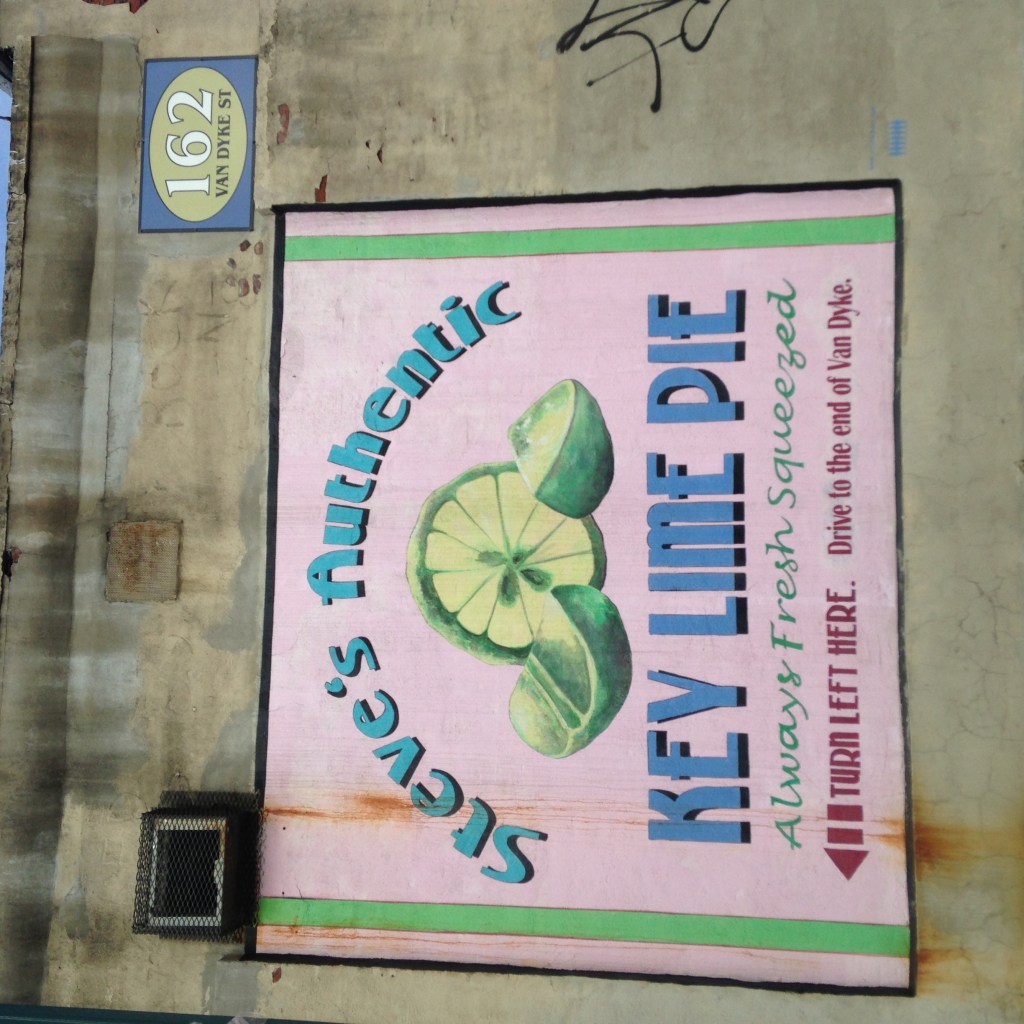 162
VAN DYKE ST
Steve's Authentic
KEY LIME PIE
Always Fresh Squeezed
TURN LEFT HERE. Drive to the end of Van Dyke.